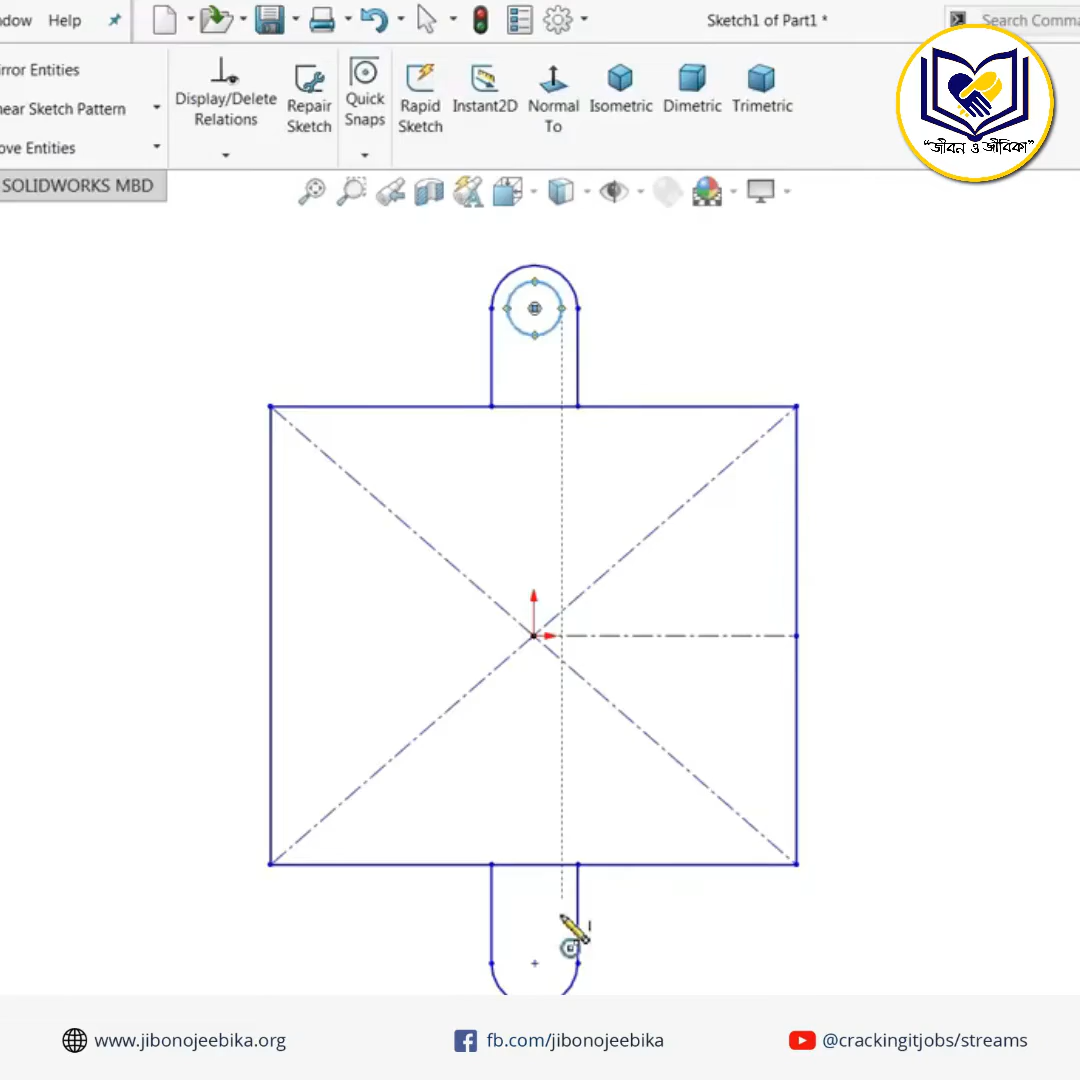 ndow Help
Sketch1 of Part1 *
Search Comma
rror Entities
near Sketch Pattern
ove Entities
Display/Delete
Relations
Repair
Sketch
Quick
Snaps
Rapid
Sketch
Instant2D
Normal
To
Isometric
Dimetric
Trimetric
“জীবন ও জীবিকা”
SOLIDWORKS MBD
www.jibonojeebika.org
fb.com/jibonojeebika
@crackingitjobs/streams